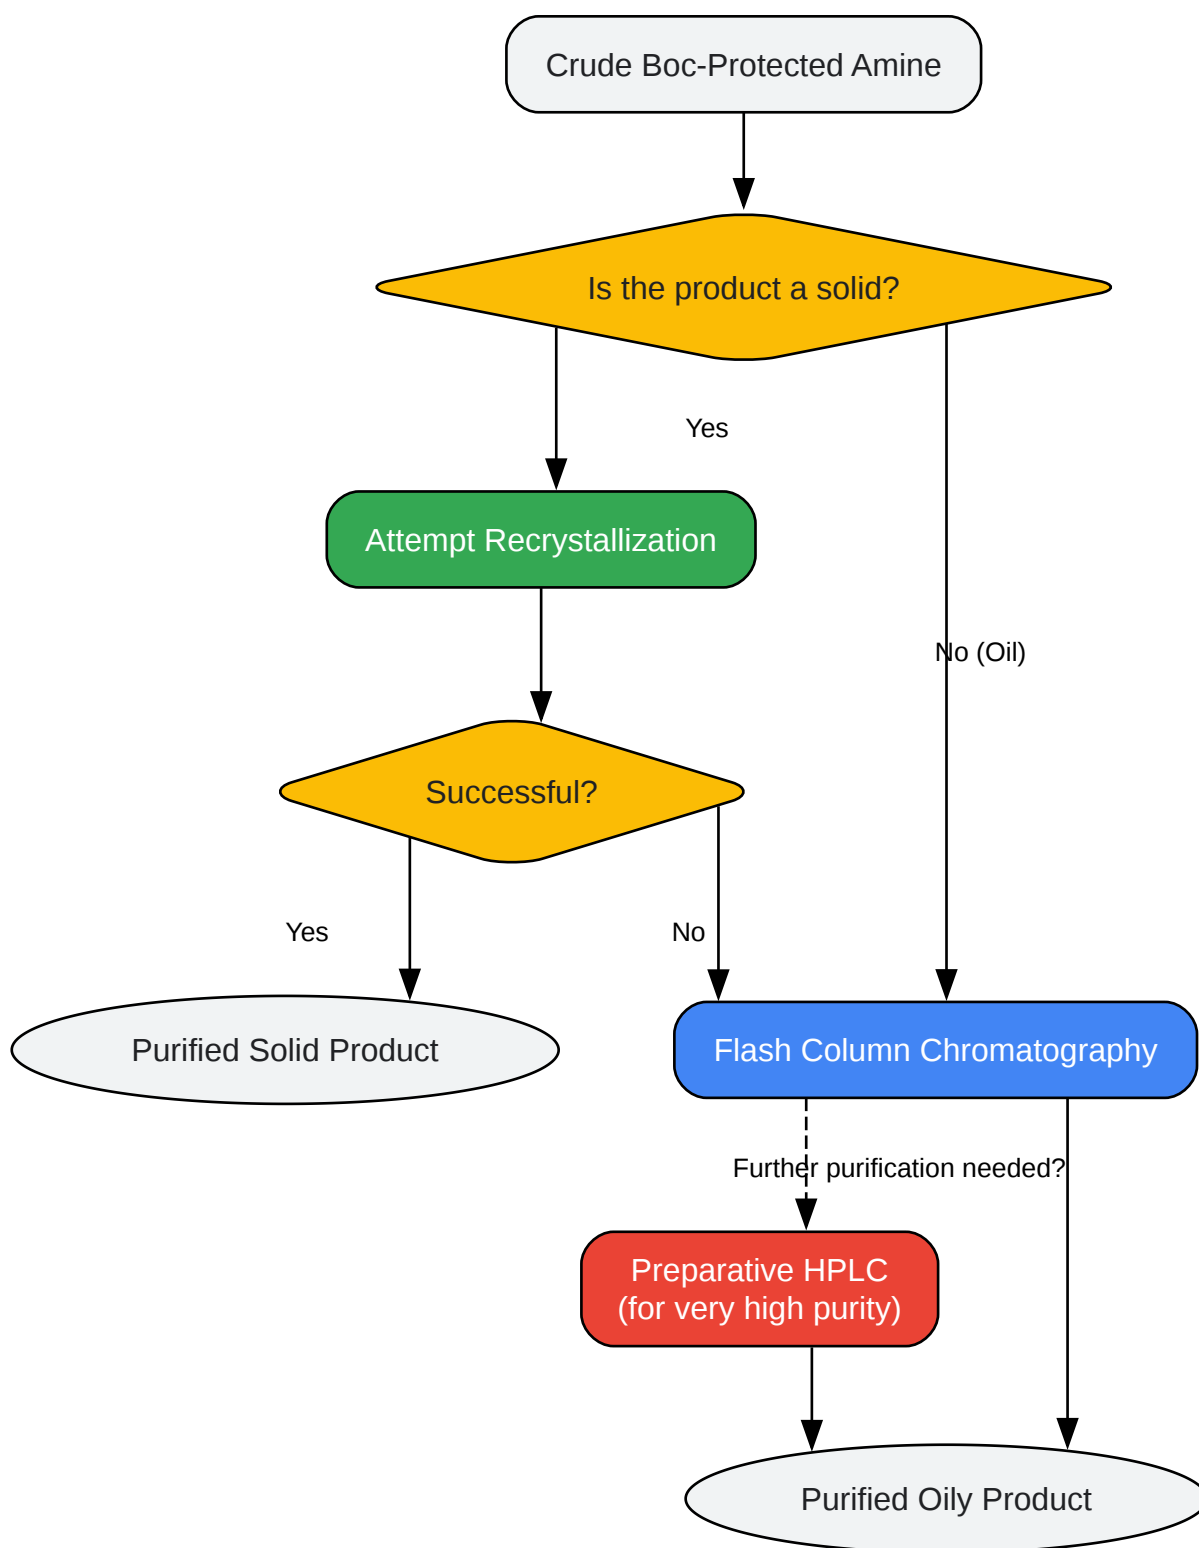 Crude Boc-Protected Amine
Is the product a solid?
Yes
Attempt Recrystallization
No (Oil)
Successful?
Yes
No
Purified Solid Product
Flash Column Chromatography
Further purification needed?
Preparative HPLC
(for very high purity)
Purified Oily Product